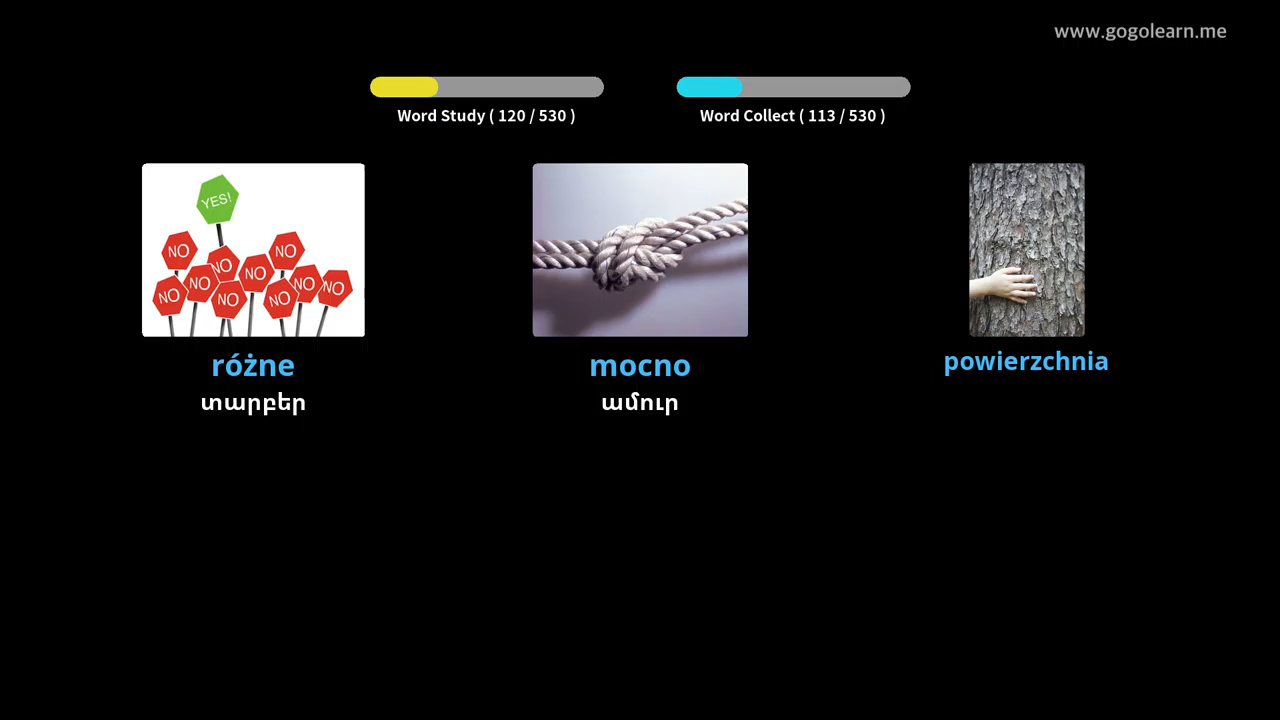 www.gogolearn.me
Word Study ( 120 / 530 )
Word Collect ( 113 / 530 )
YES!
NO
NO
NO
NO
NO
NO
NO
NO
NO
NO
różne
mocno
powierzchnia
տարբեր
ամուր